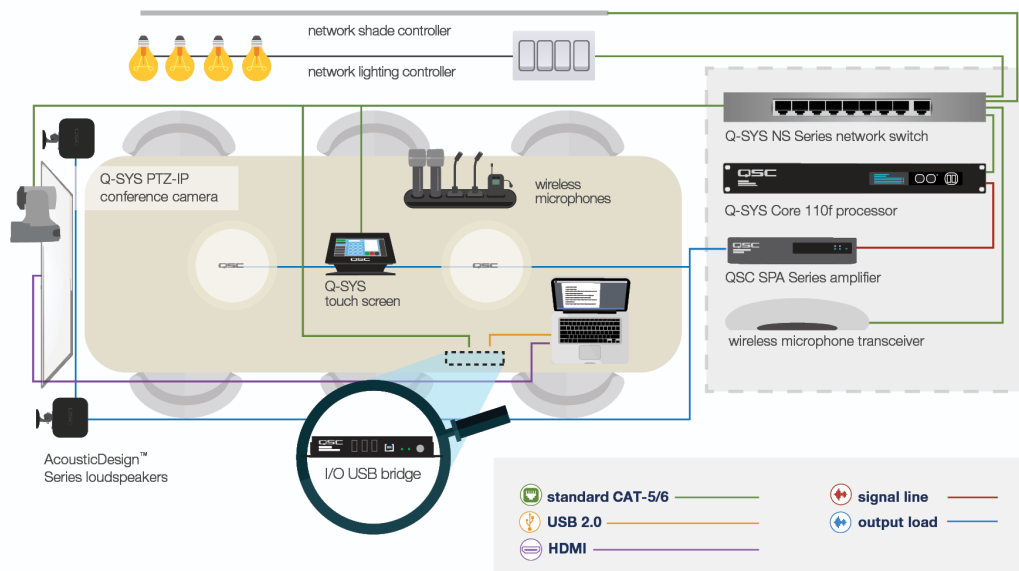 network shade controller
network lighting controller
Q-SYS NS Series network switch
Q-SYS PTZ-IP
conference camera
wireless
microphones
QSC
Q-SYS Core 110f processor
QSC
QSC
QSC
QSC
Q-SYS
touch screen
QSC SPA Series amplifier
wireless microphone transceiver
QSC
I/O USB bridge
AcousticDesign™
Series loudspeakers
standard CAT-5/6
signal line
USB 2.0
output load
HDMI